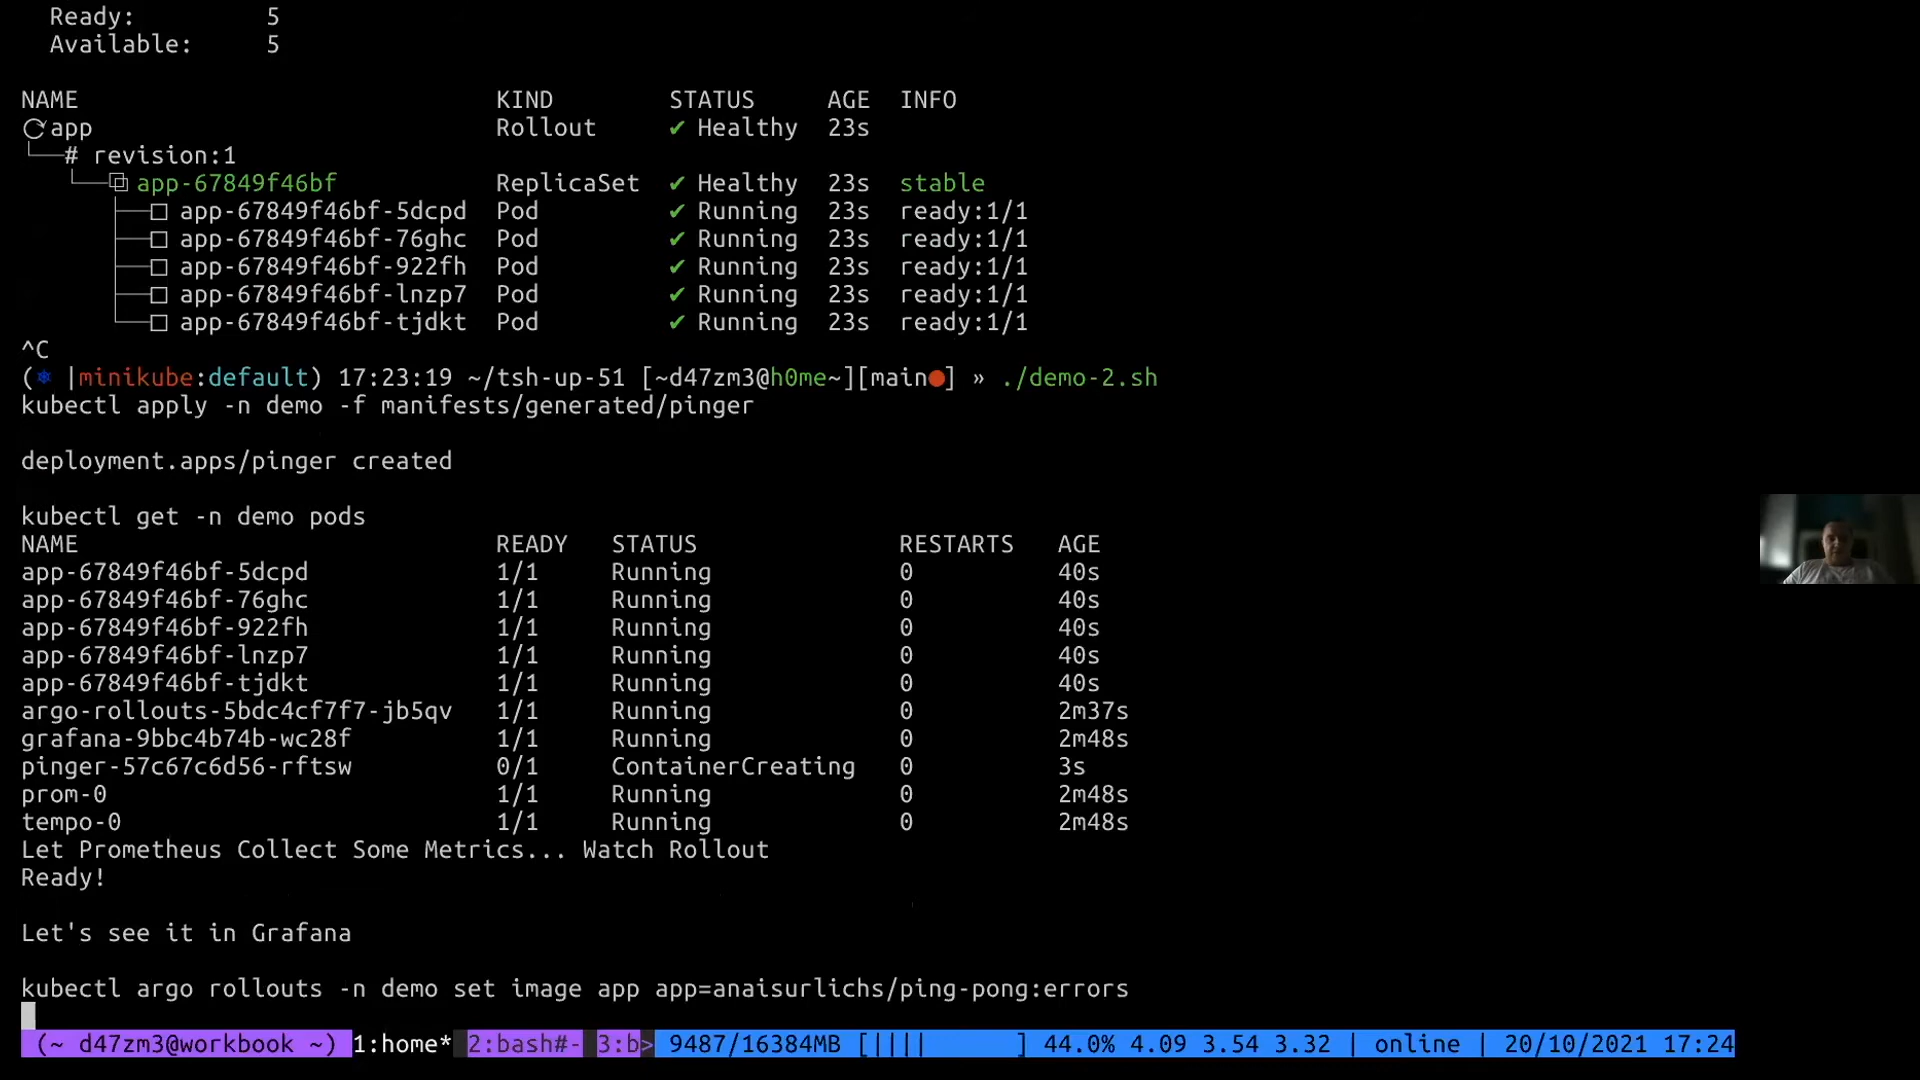 Ready: 5
Available: 5
NAME KIND STATUS AGE INFO
app Rollout ✔ Healthy 23s
# revision:1
app-67849f46bf ReplicaSet ✔ Healthy 23s stable
app-67849f46bf-5dcpd Pod ✔ Running 23s ready:1/1
app-67849f46bf-76ghc Pod ✔ Running 23s ready:1/1
app-67849f46bf-922fh Pod ✔ Running 23s ready:1/1
app-67849f46bf-lnzp7 Pod ✔ Running 23s ready:1/1
app-67849f46bf-tjdkt Pod ✔ Running 23s ready:1/1
^C
(⎈ |minikube:default) 17:23:19 ~/tsh-up-51 [~d47zm3@h0me~][main●] » ./demo-2.sh
kubectl apply -n demo -f manifests/generated/pinger
deployment.apps/pinger created
kubectl get -n demo pods
NAME READY STATUS RESTARTS AGE
app-67849f46bf-5dcpd 1/1 Running 0 40s
app-67849f46bf-76ghc 1/1 Running 0 40s
app-67849f46bf-922fh 1/1 Running 0 40s
app-67849f46bf-lnzp7 1/1 Running 0 40s
app-67849f46bf-tjdkt 1/1 Running 0 40s
argo-rollouts-5bdc4cf7f7-jb5qv 1/1 Running 0 2m37s
grafana-9bbc4b74b-wc28f 1/1 Running 0 2m48s
pinger-57c67c6d56-rftsw 0/1 ContainerCreating 0 3s
prom-0 1/1 Running 0 2m48s
tempo-0 1/1 Running 0 2m48s
Let Prometheus Collect Some Metrics... Watch Rollout
Ready!
Let's see it in Grafana
kubectl argo rollouts -n demo set image app app=anaisurlichs/ping-pong:errors
(~ d47zm3@workbook ~) 1:home* 2:bash#- 3:b> 9487/16384MB [|||| ] 44.0% 4.09 3.54 3.32 | online | 20/10/2021 17:24